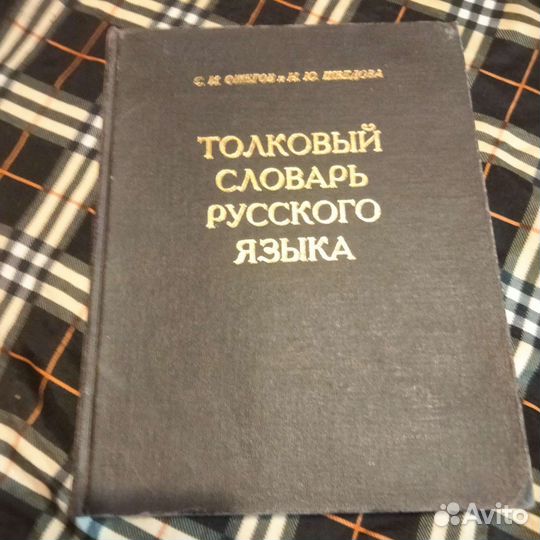 С. И. ОЖЕГОВ и Н. Ю. ШВЕДОВА
ТОЛКОВЫЙ
СЛОВАРЬ
РУССКОГО
ЯЗЫКА
Avito